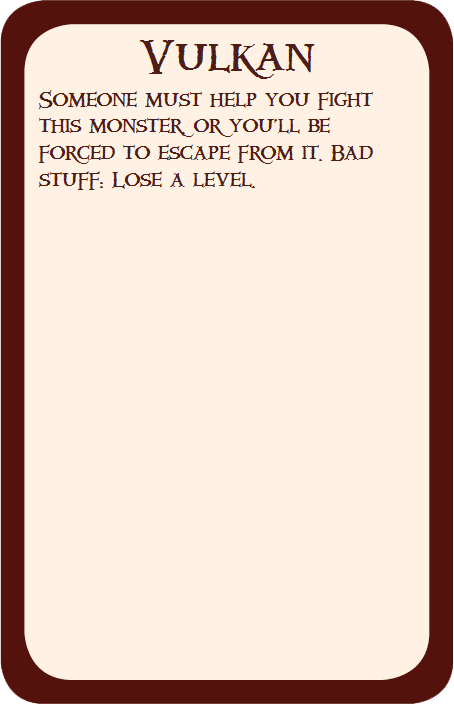 Vulkan
Someone must help you fight
this monster or you'll be
forced to escape from it. Bad
stuff: Lose a level.